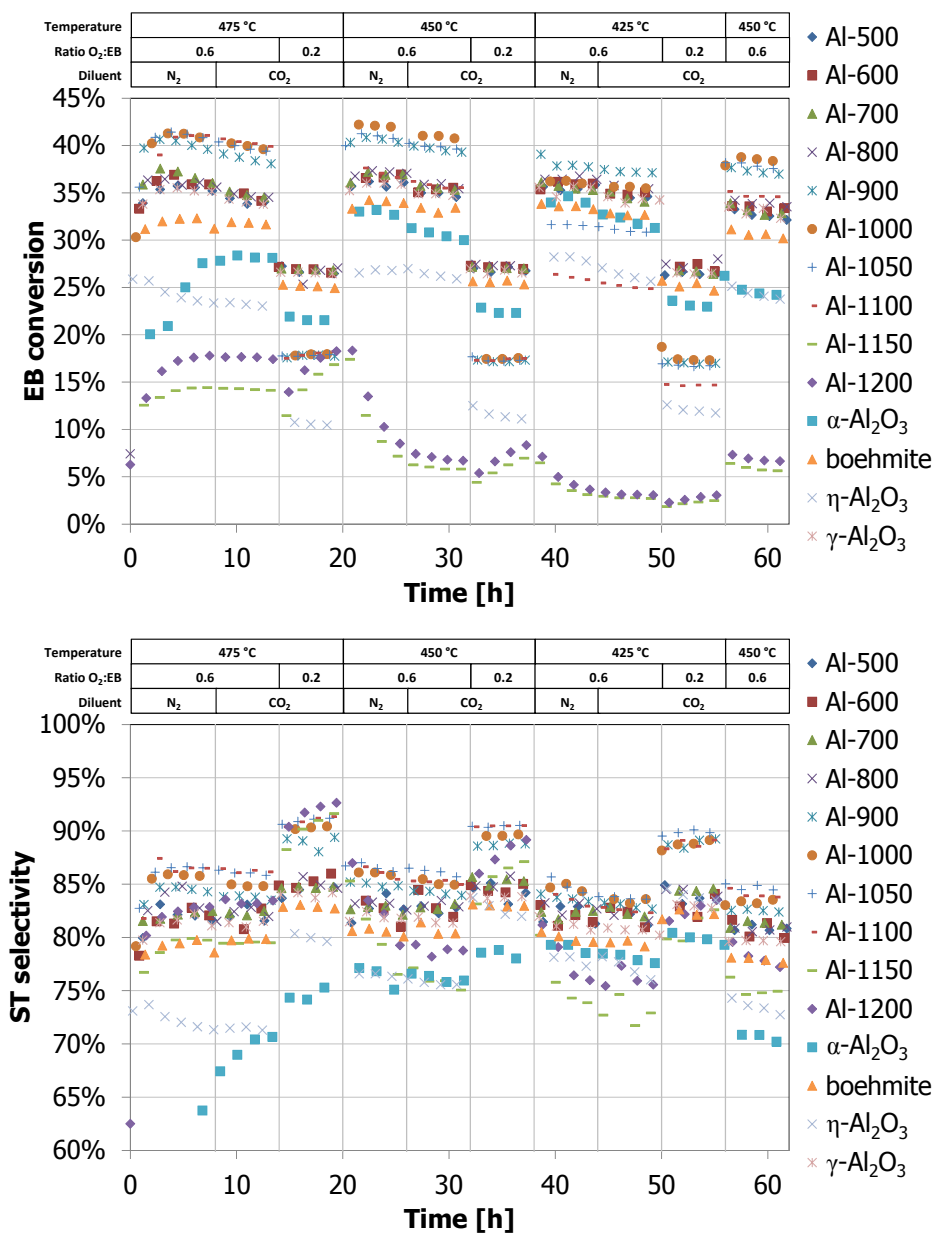 Temperature 475 °C 450 °C 425 °C 450 °C
Ratio O₂:EB 0.6 0.2 0.6 0.2 0.6 0.2 0.6
Diluent N₂ CO₂ N₂ CO₂ N₂ CO₂
45%
40%
35%
30%
25%
20%
15%
10%
5%
0%
EB conversion
0 10 20 30 40 50 60
Time [h]
Al-500
Al-600
Al-700
Al-800
Al-900
Al-1000
Al-1050
Al-1100
Al-1150
Al-1200
α-Al₂O₃
boehmite
η-Al₂O₃
γ-Al₂O₃
Temperature 475 °C 450 °C 425 °C 450 °C
Ratio O₂:EB 0.6 0.2 0.6 0.2 0.6 0.2 0.6
Diluent N₂ CO₂ N₂ CO₂ N₂ CO₂
100%
95%
90%
85%
80%
75%
70%
65%
60%
ST selectivity
0 10 20 30 40 50 60
Time [h]
Al-500
Al-600
Al-700
Al-800
Al-900
Al-1000
Al-1050
Al-1100
Al-1150
Al-1200
α-Al₂O₃
boehmite
η-Al₂O₃
γ-Al₂O₃